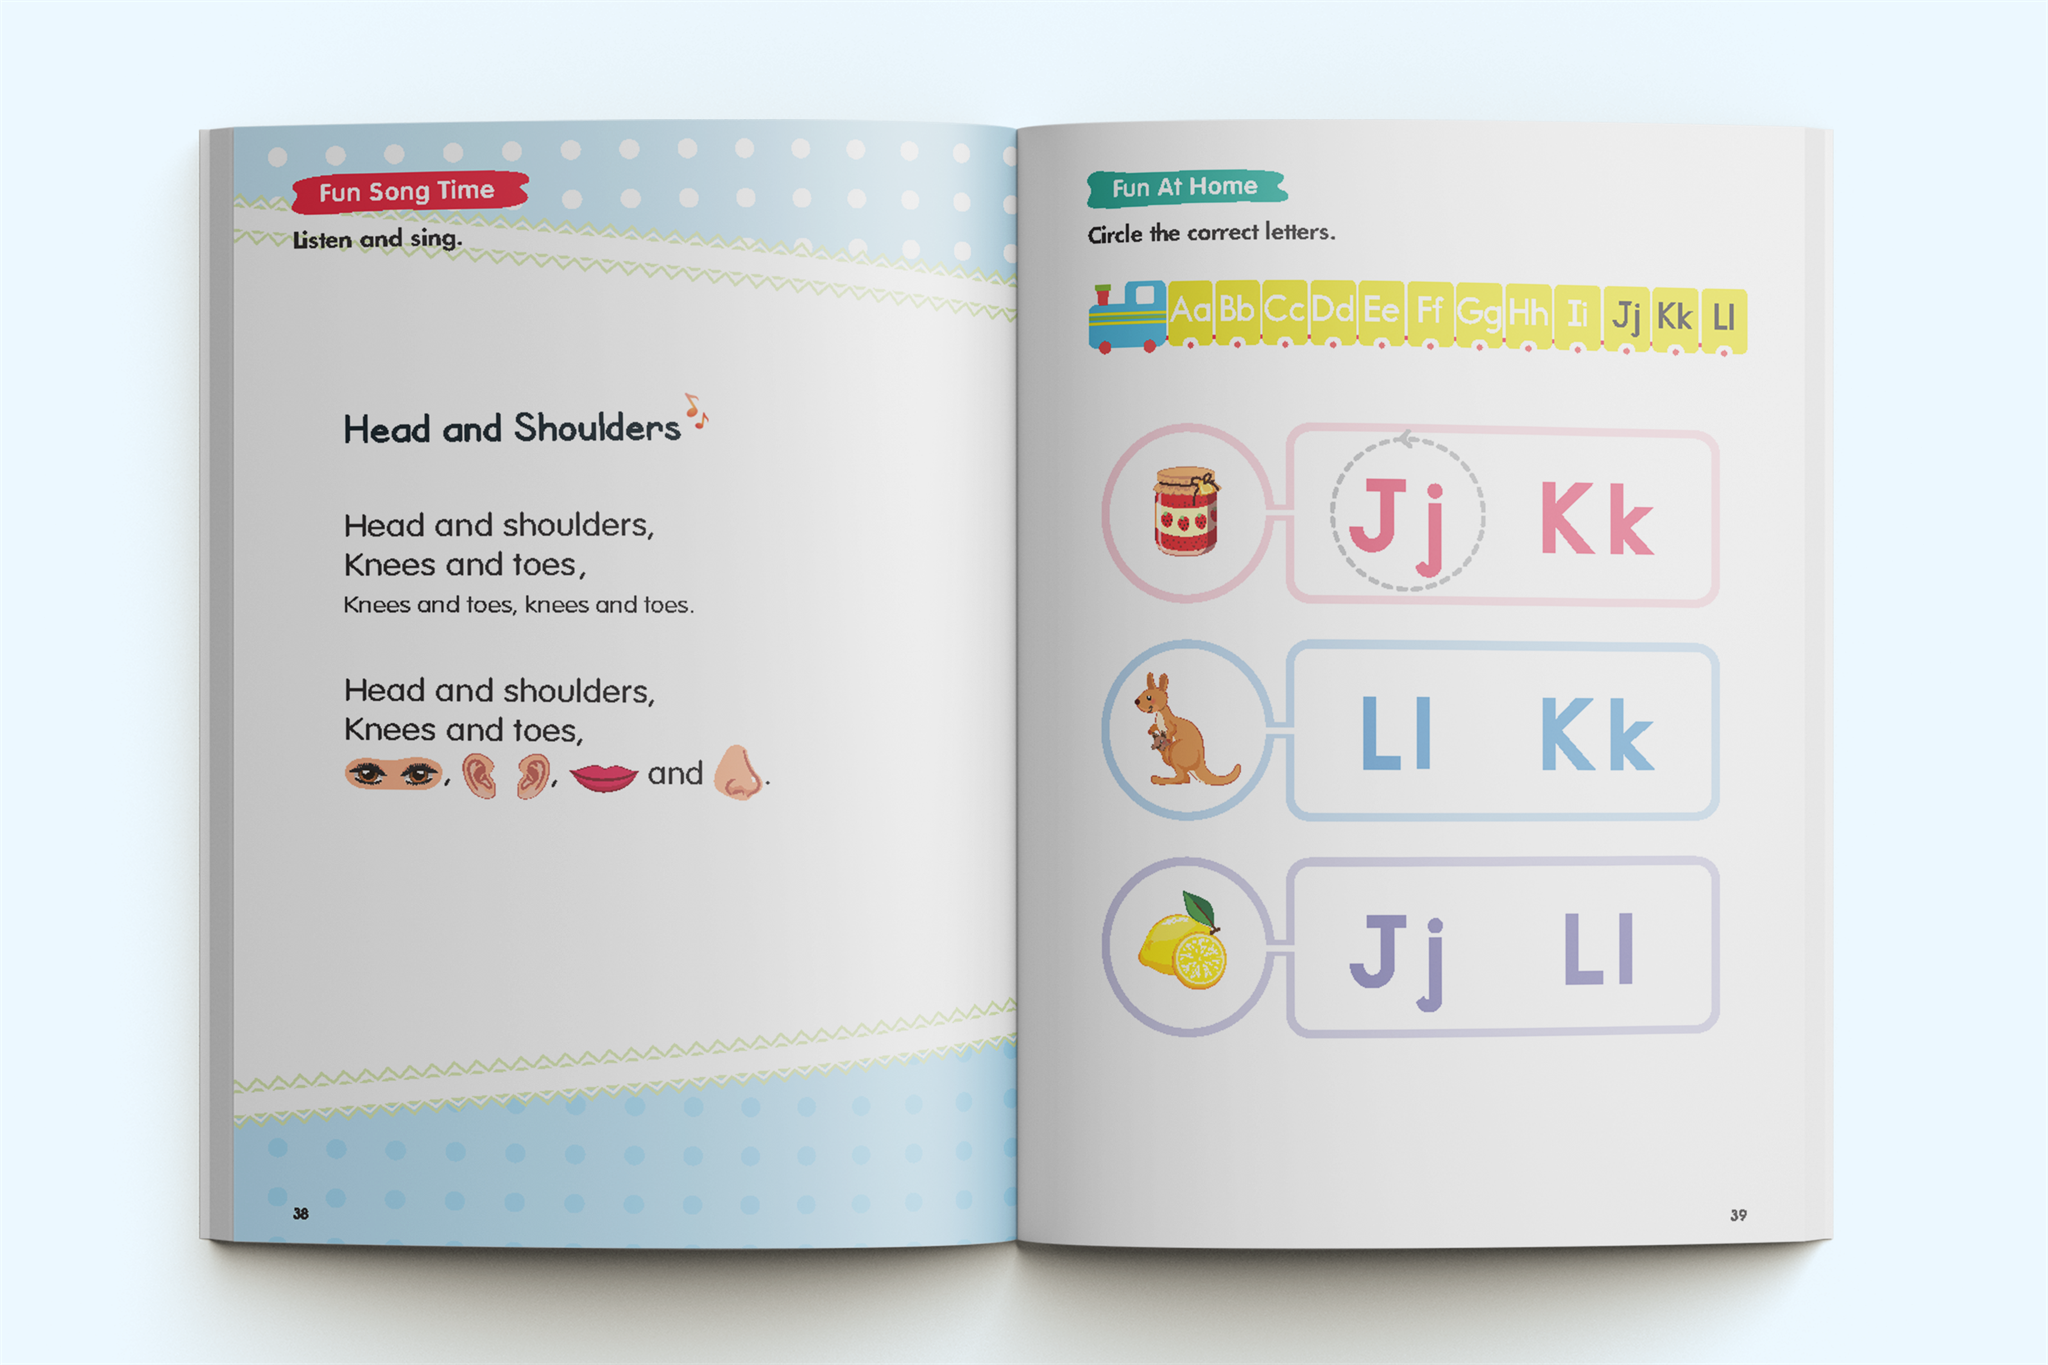 Fun Song Time
Listen and sing.
Head and Shoulders
Head and shoulders,
Knees and toes,
Knees and toes, knees and toes.
Head and shoulders,
Knees and toes,
, , and .
38
Fun At Home
Circle the correct letters.
Aa Bb Cc Dd Ee Ff Gg Hh Ii Jj Kk Ll
Jj Kk
Ll Kk
Jj Ll
39